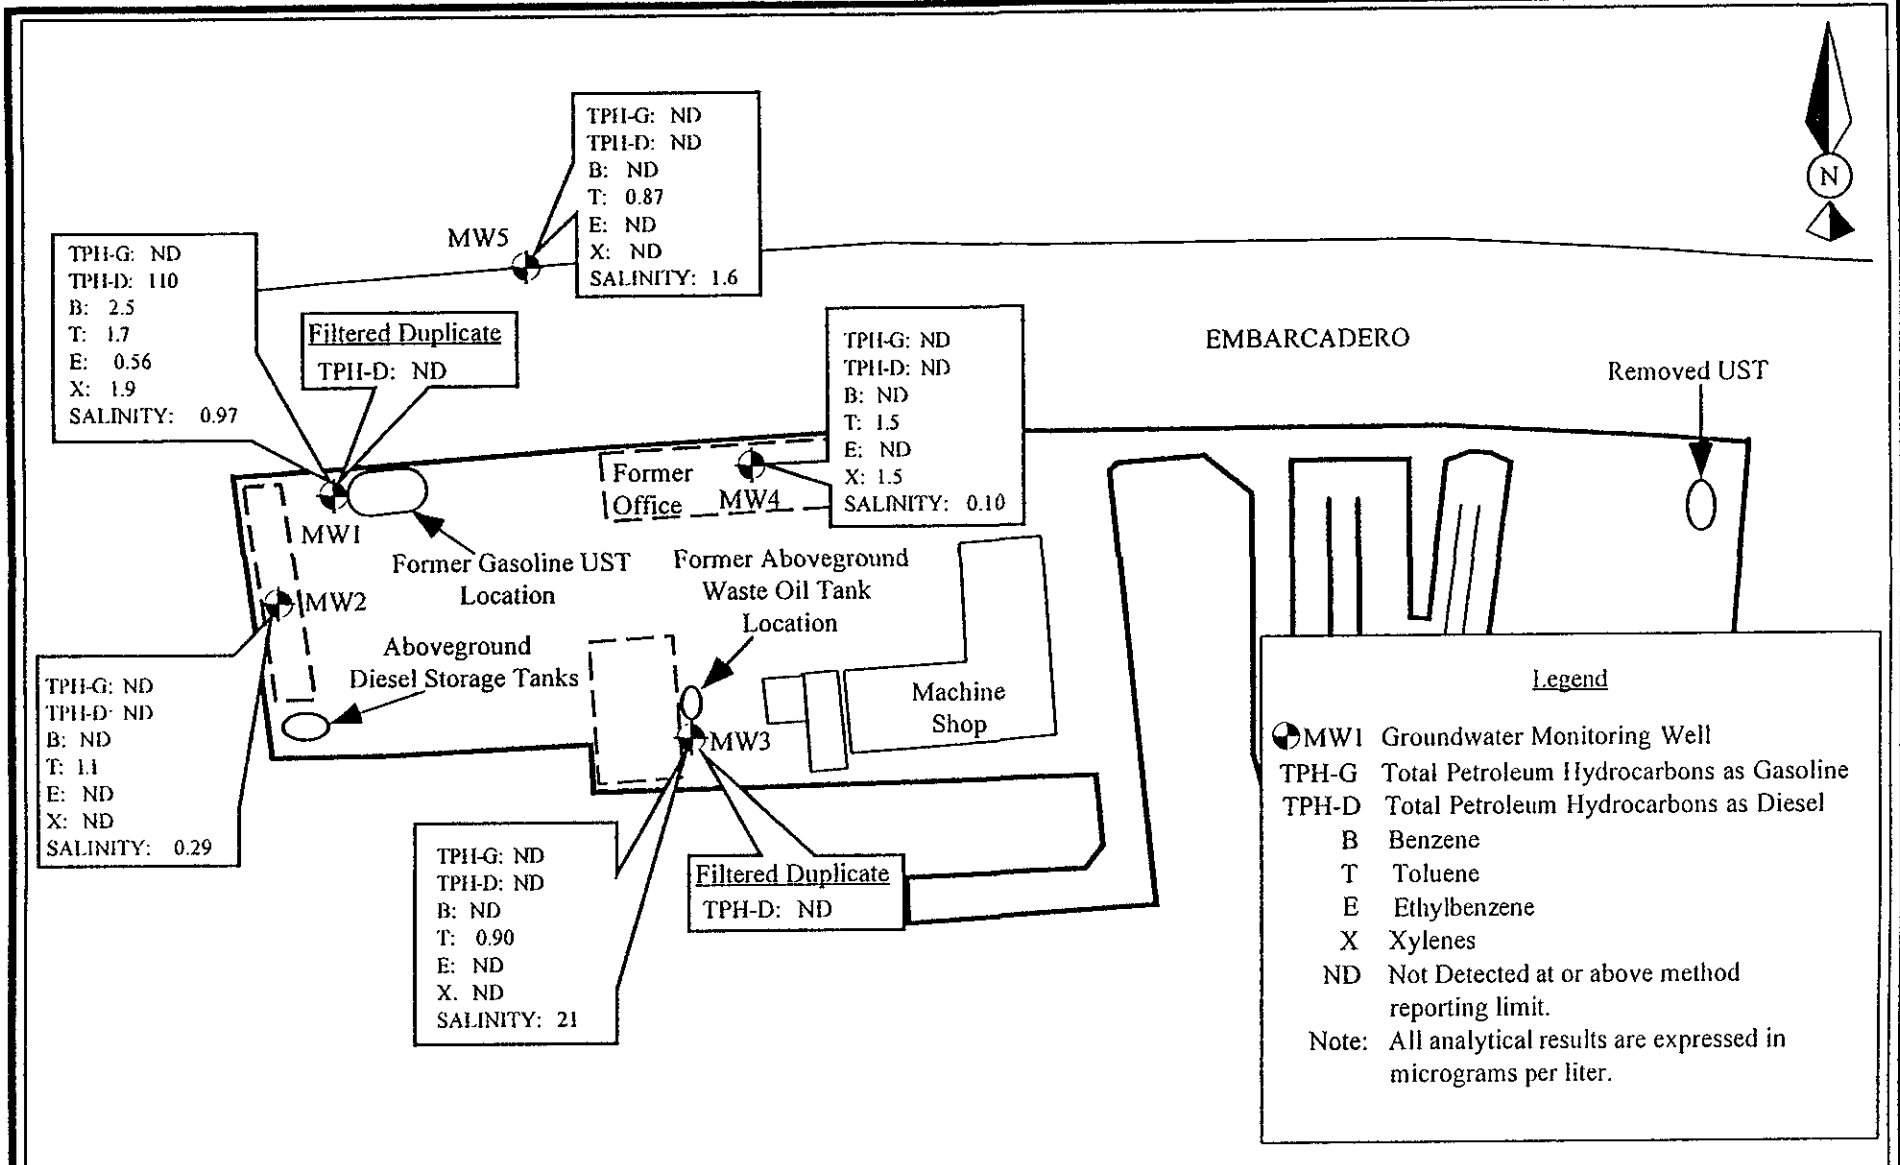 N
TPH-G: ND
TPH-D: ND
B: ND
T: 0.87
E: ND
X: ND
SALINITY: 1.6
MW5
TPH-G: ND
TPH-D: 110
B: 2.5
T: 1.7
E: 0.56
X: 1.9
SALINITY: 0.97
Filtered Duplicate
TPH-D: ND
TPH-G: ND
TPH-D: ND
B: ND
T: 1.5
E: ND
X: 1.5
SALINITY: 0.10
EMBARCADERO
Removed UST
Former
Office
MW4
MW1
Former Gasoline UST
Location
Former Aboveground
Waste Oil Tank
Location
MW2
Aboveground
Diesel Storage Tanks
Machine
Shop
MW3
TPH-G: ND
TPH-D: ND
B: ND
T: 1.1
E: ND
X: ND
SALINITY: 0.29
TPH-G: ND
TPH-D: ND
B: ND
T: 0.90
E: ND
X. ND
SALINITY: 21
Filtered Duplicate
TPH-D: ND
Legend
MW1 Groundwater Monitoring Well
TPH-G Total Petroleum Hydrocarbons as Gasoline
TPH-D Total Petroleum Hydrocarbons as Diesel
B Benzene
T Toluene
E Ethylbenzene
X Xylenes
ND Not Detected at or above method
reporting limit.
Note: All analytical results are expressed in
micrograms per liter.